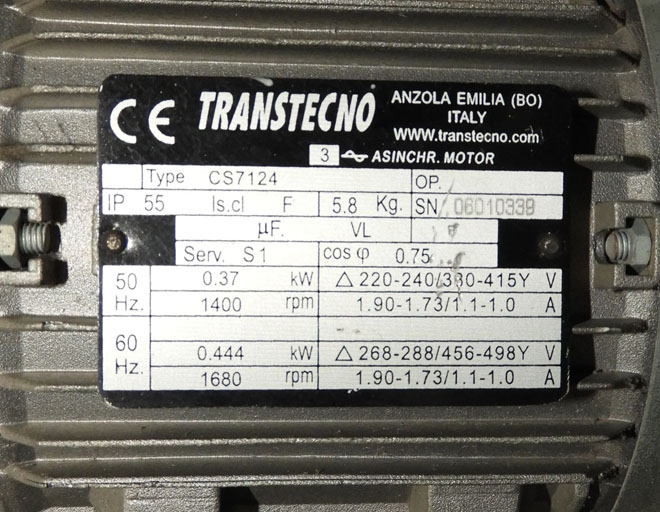 CE TRANSTECNO ANZOLA EMILIA (BO)
ITALY
www.transtecno.com
3 ASINCHR. MOTOR
Type CS7124 OP.
IP 55 Is.cl F 5.8 Kg. SN 06010339
µF. VL
Serv. S1 cos φ 0.75
50 Hz. 0.37 kW △ 220-240/380-415Y V
1400 rpm 1.90-1.73/1.1-1.0 A
60 Hz. 0.444 kW △ 268-288/456-498Y V
1680 rpm 1.90-1.73/1.1-1.0 A